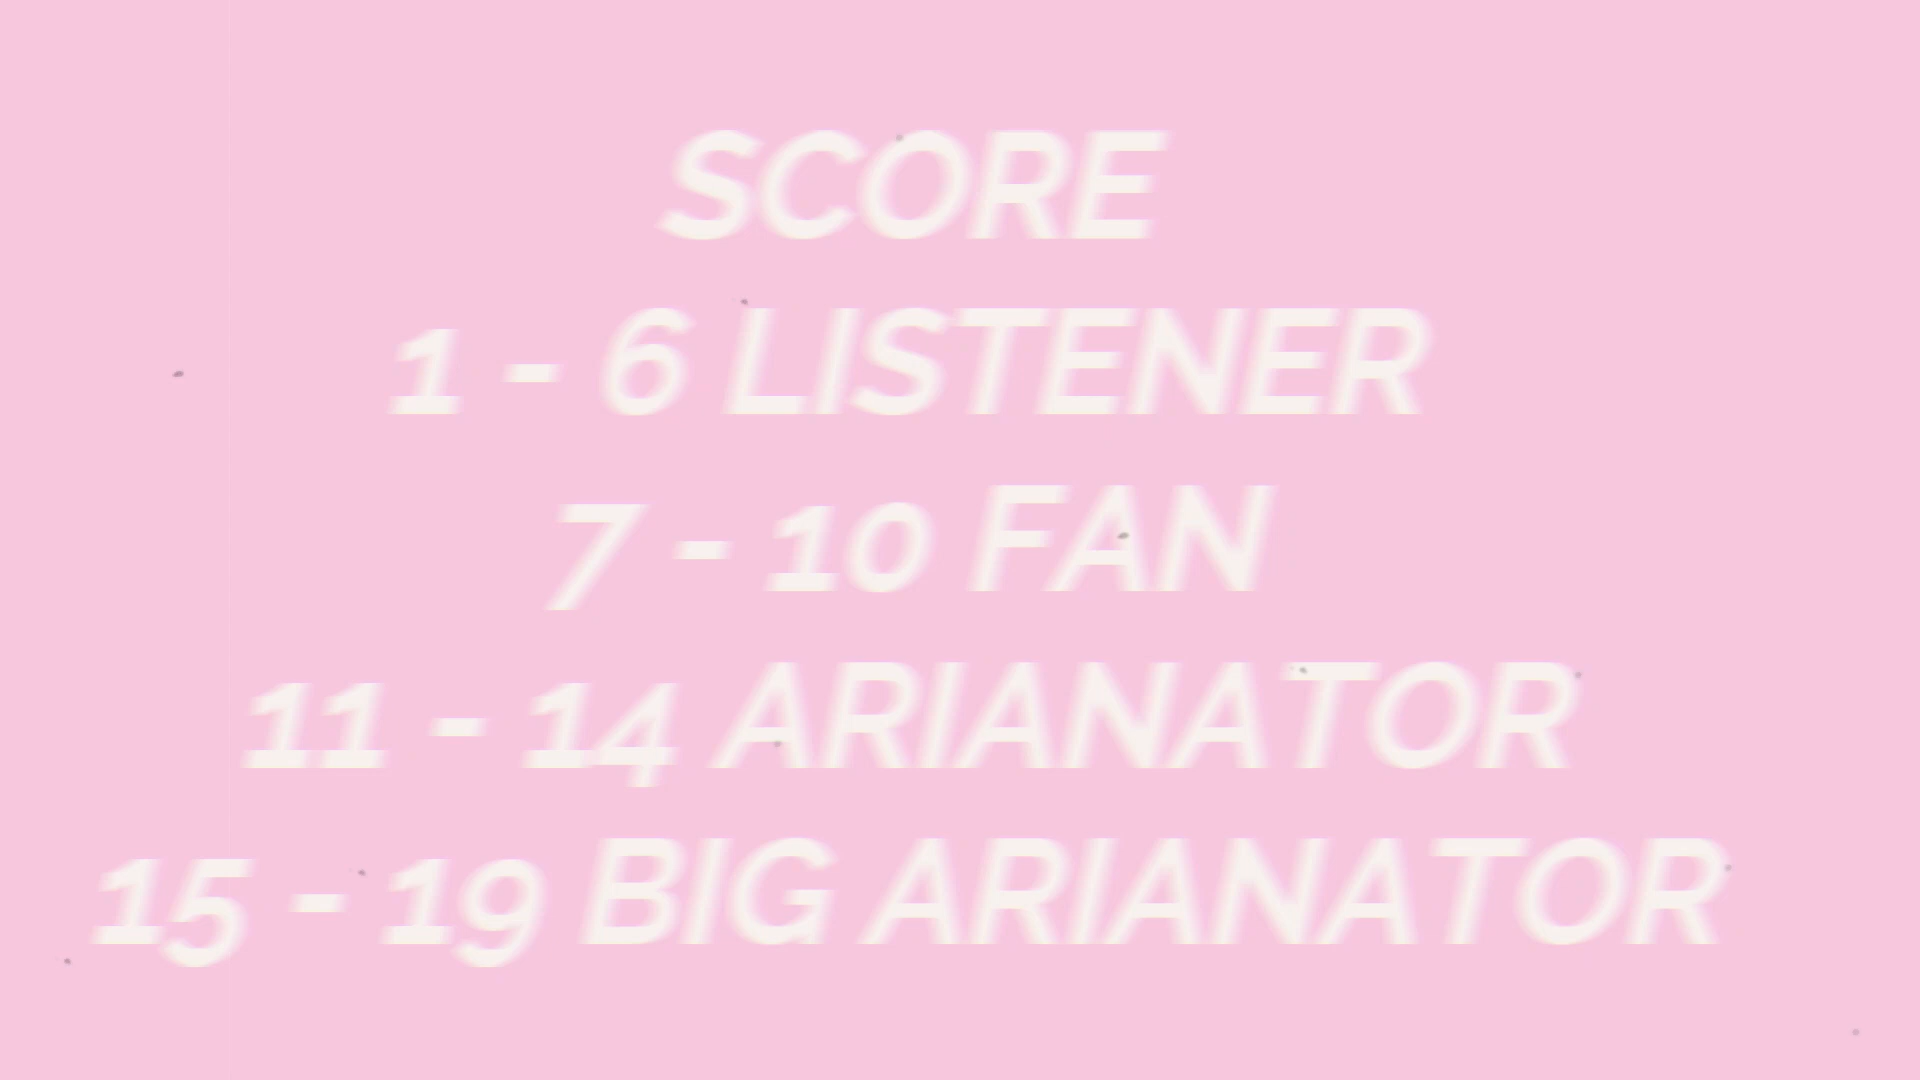 SCORE
1 - 6 LISTENER
7 - 10 FAN
11 - 14 ARIANATOR
15 - 19 BIG ARIANATOR